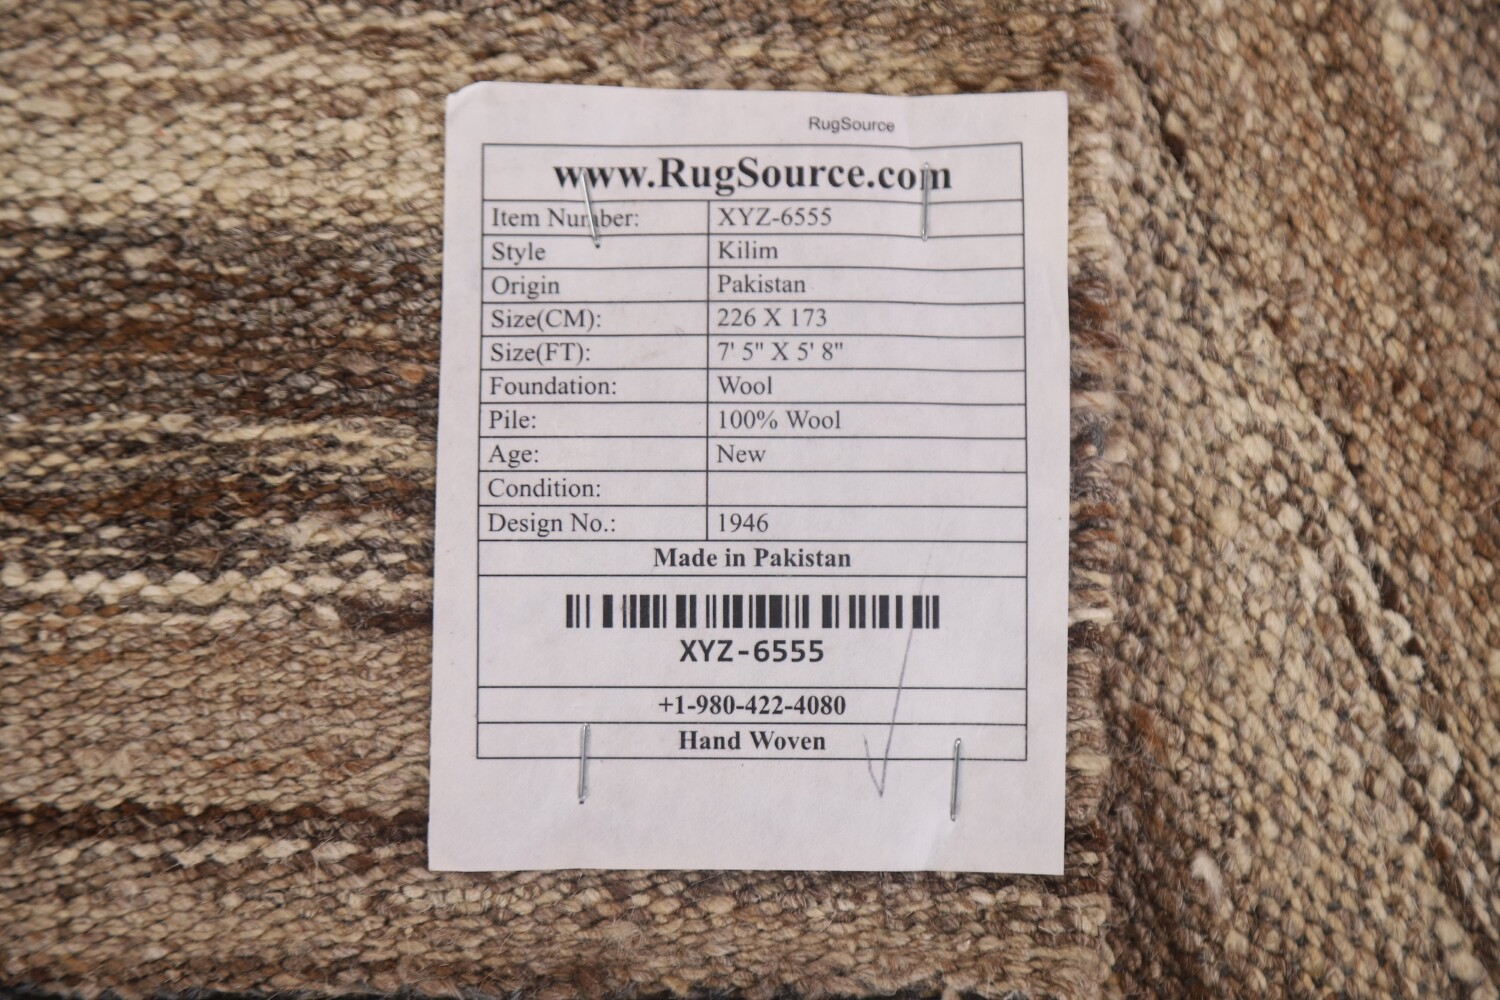 RugSource
www.RugSource.com
Item Number: XYZ-6555
Style Kilim
Origin Pakistan
Size(CM): 226 X 173
Size(FT): 7' 5" X 5' 8"
Foundation: Wool
Pile: 100% Wool
Age: New
Condition:
Design No.: 1946
Made in Pakistan
XYZ-6555
+1-980-422-4080
Hand Woven